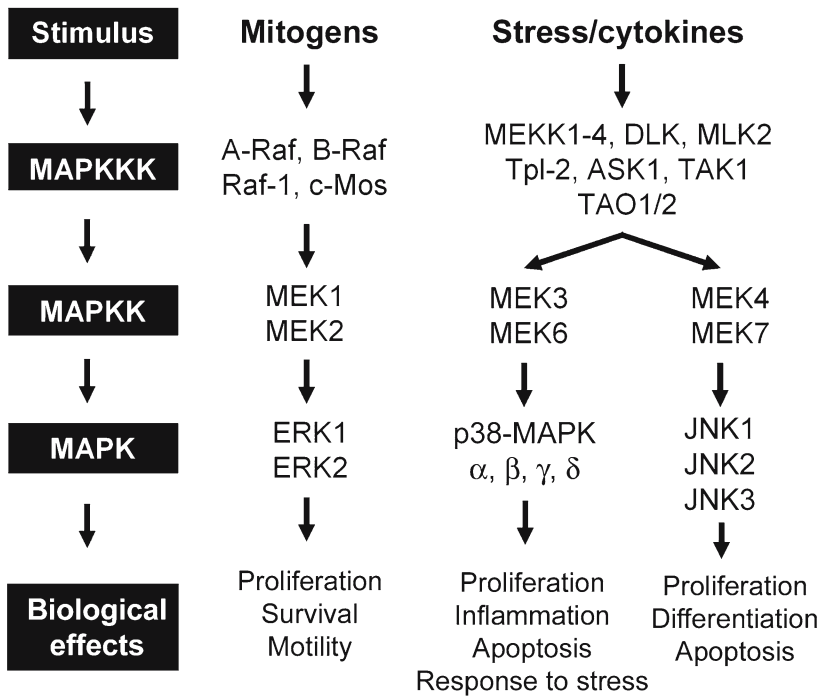 Stimulus
Mitogens
Stress/cytokines
MAPKKK
A-Raf, B-Raf
Raf-1, c-Mos
MEKK1-4, DLK, MLK2
Tpl-2, ASK1, TAK1
TAO1/2
MAPKK
MEK1
MEK2
MEK3
MEK6
MEK4
MEK7
MAPK
ERK1
ERK2
p38-MAPK
α, β, γ, δ
JNK1
JNK2
JNK3
Biological
effects
Proliferation
Survival
Motility
Proliferation
Inflammation
Apoptosis
Response to stress
Proliferation
Differentiation
Apoptosis